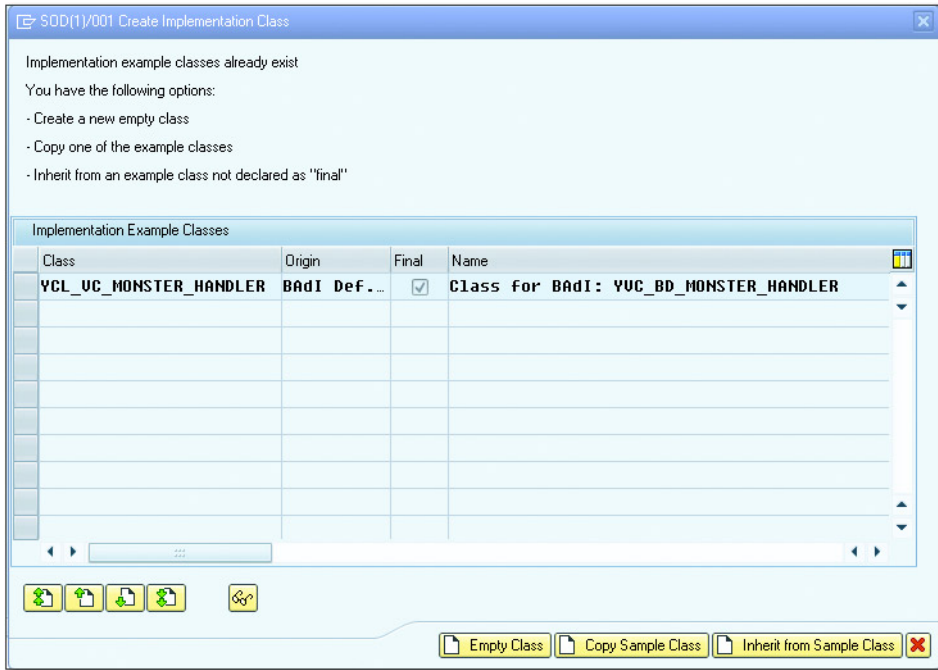 SOD(1)/001 Create Implementation Class
Implementation example classes already exist
You have the following options:
- Create a new empty class
- Copy one of the example classes
- Inherit from an example class not declared as "final"
Implementation Example Classes
Class Origin Final Name
YCL_VC_MONSTER_HANDLER BAdI Def.… Class for BAdI: YVC_BD_MONSTER_HANDLER
Empty Class Copy Sample Class Inherit from Sample Class